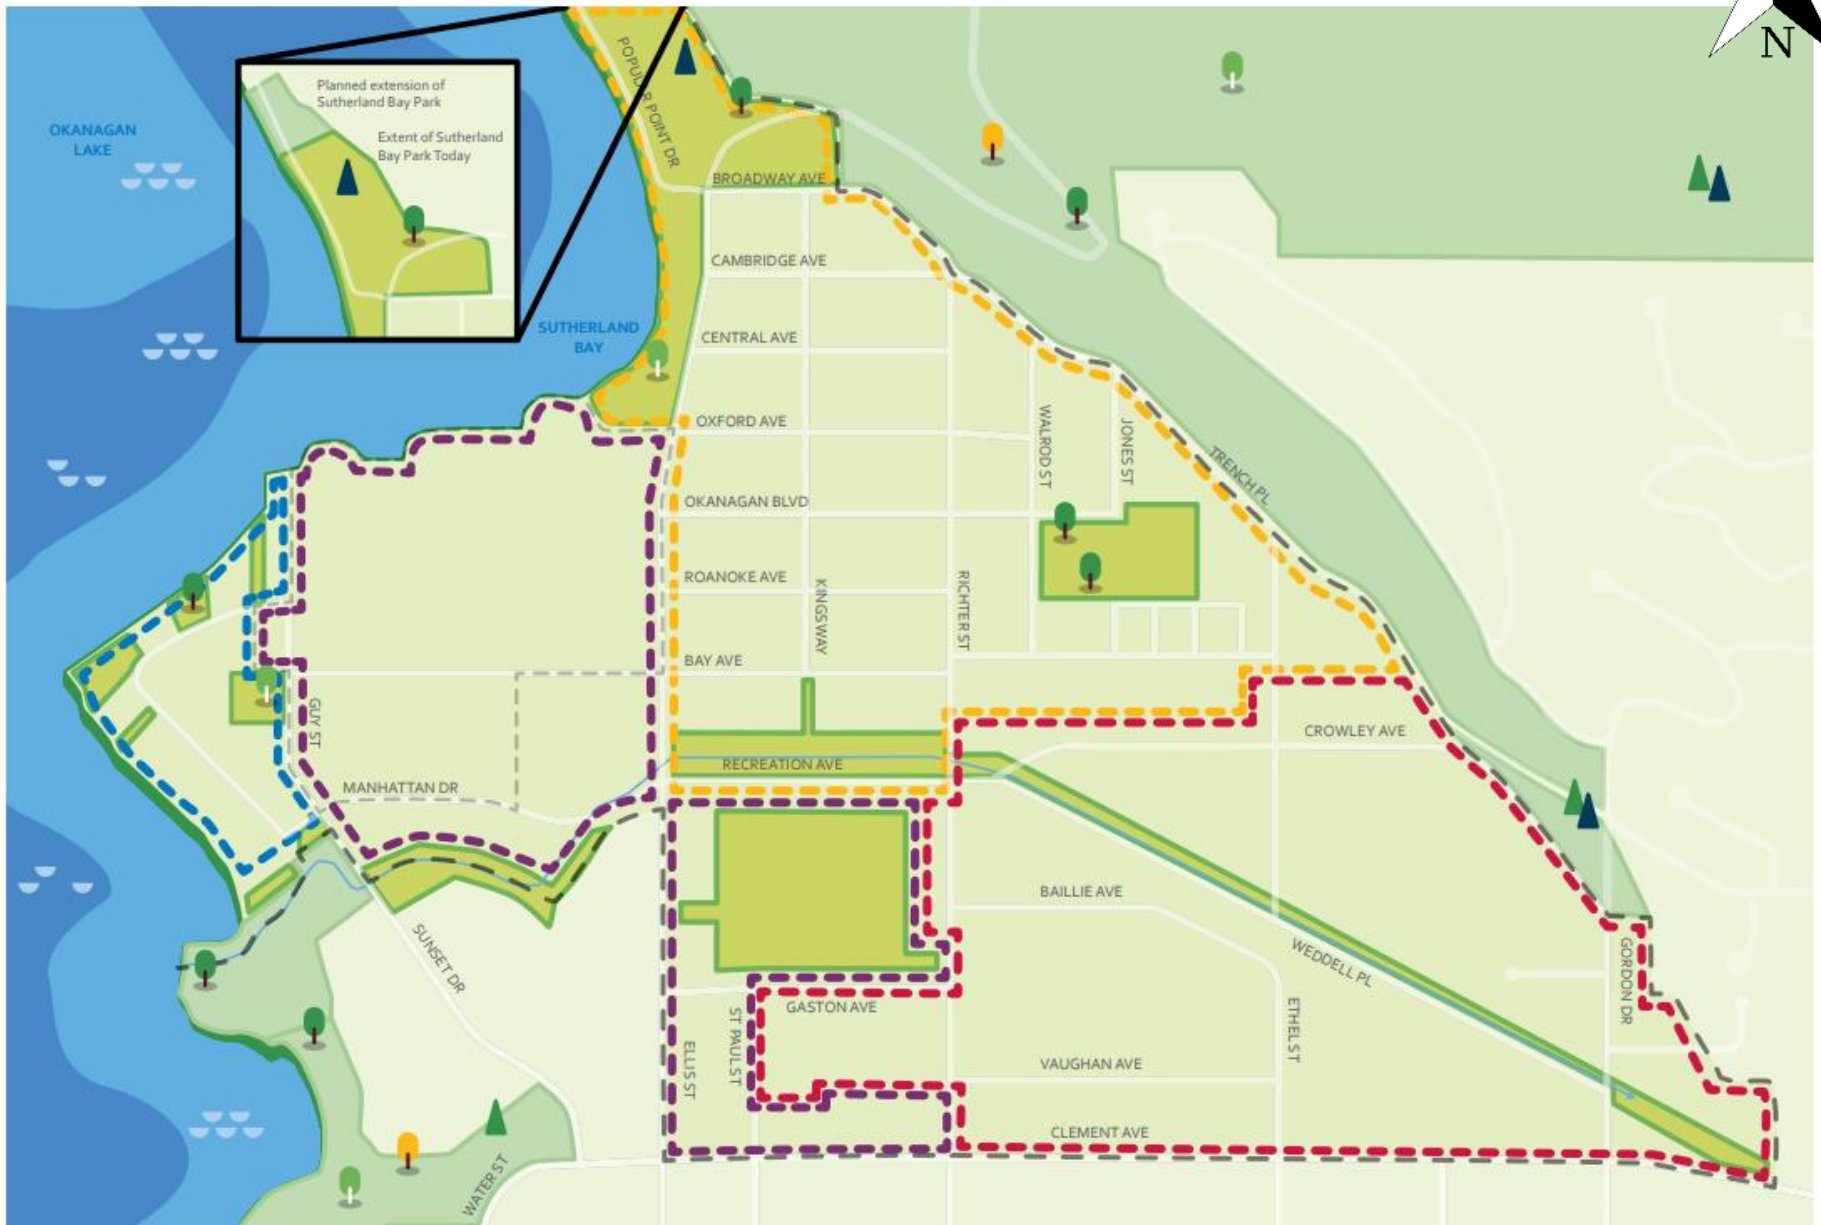 N
Planned extension of
Sutherland Bay Park
Extent of Sutherland
Bay Park Today
OKANAGAN
LAKE
SUTHERLAND
BAY
POPULAR POINT DR
BROADWAY AVE
CAMBRIDGE AVE
CENTRAL AVE
OXFORD AVE
WALROD ST
JONES ST
TRENCH PL
OKANAGAN BLVD
ROANOKE AVE
KINGSWAY
RICHTER ST
BAY AVE
GUY ST
CROWLEY AVE
RECREATION AVE
MANHATTAN DR
BAILLIE AVE
SUNSET DR
WEDDELL PL
GORDON DR
GASTON AVE
ST PAUL ST
ELLIS ST
ETHEL ST
VAUGHAN AVE
CLEMENT AVE
WATER ST